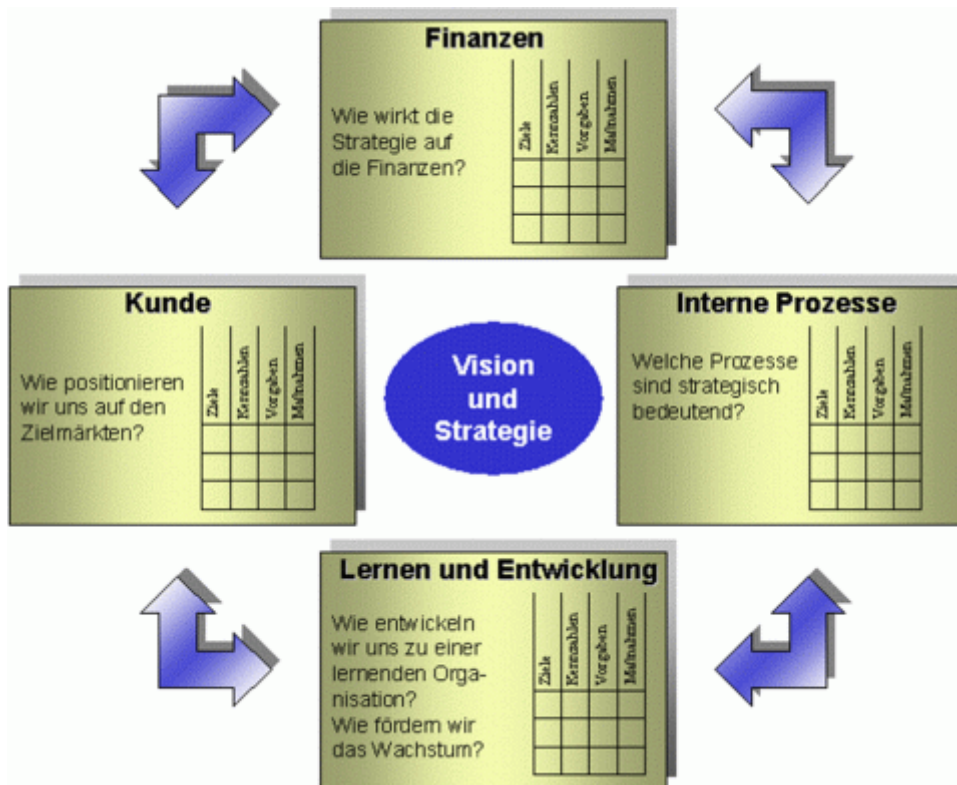 Finanzen
Wie wirkt die
Strategie auf
die Finanzen?
Ziele
Kennzahlen
Vorgaben
Maßnahmen
Kunde
Wie positionieren
wir uns auf den
Zielmärkten?
Ziele
Kennzahlen
Vorgaben
Maßnahmen
Vision
und
Strategie
Interne Prozesse
Welche Prozesse
sind strategisch
bedeutend?
Ziele
Kennzahlen
Vorgaben
Maßnahmen
Lernen und Entwicklung
Wie entwickeln
wir uns zu einer
lernenden Orga-
nisation?
Wie fördern wir
das Wachstum?
Ziele
Kennzahlen
Vorgaben
Maßnahmen